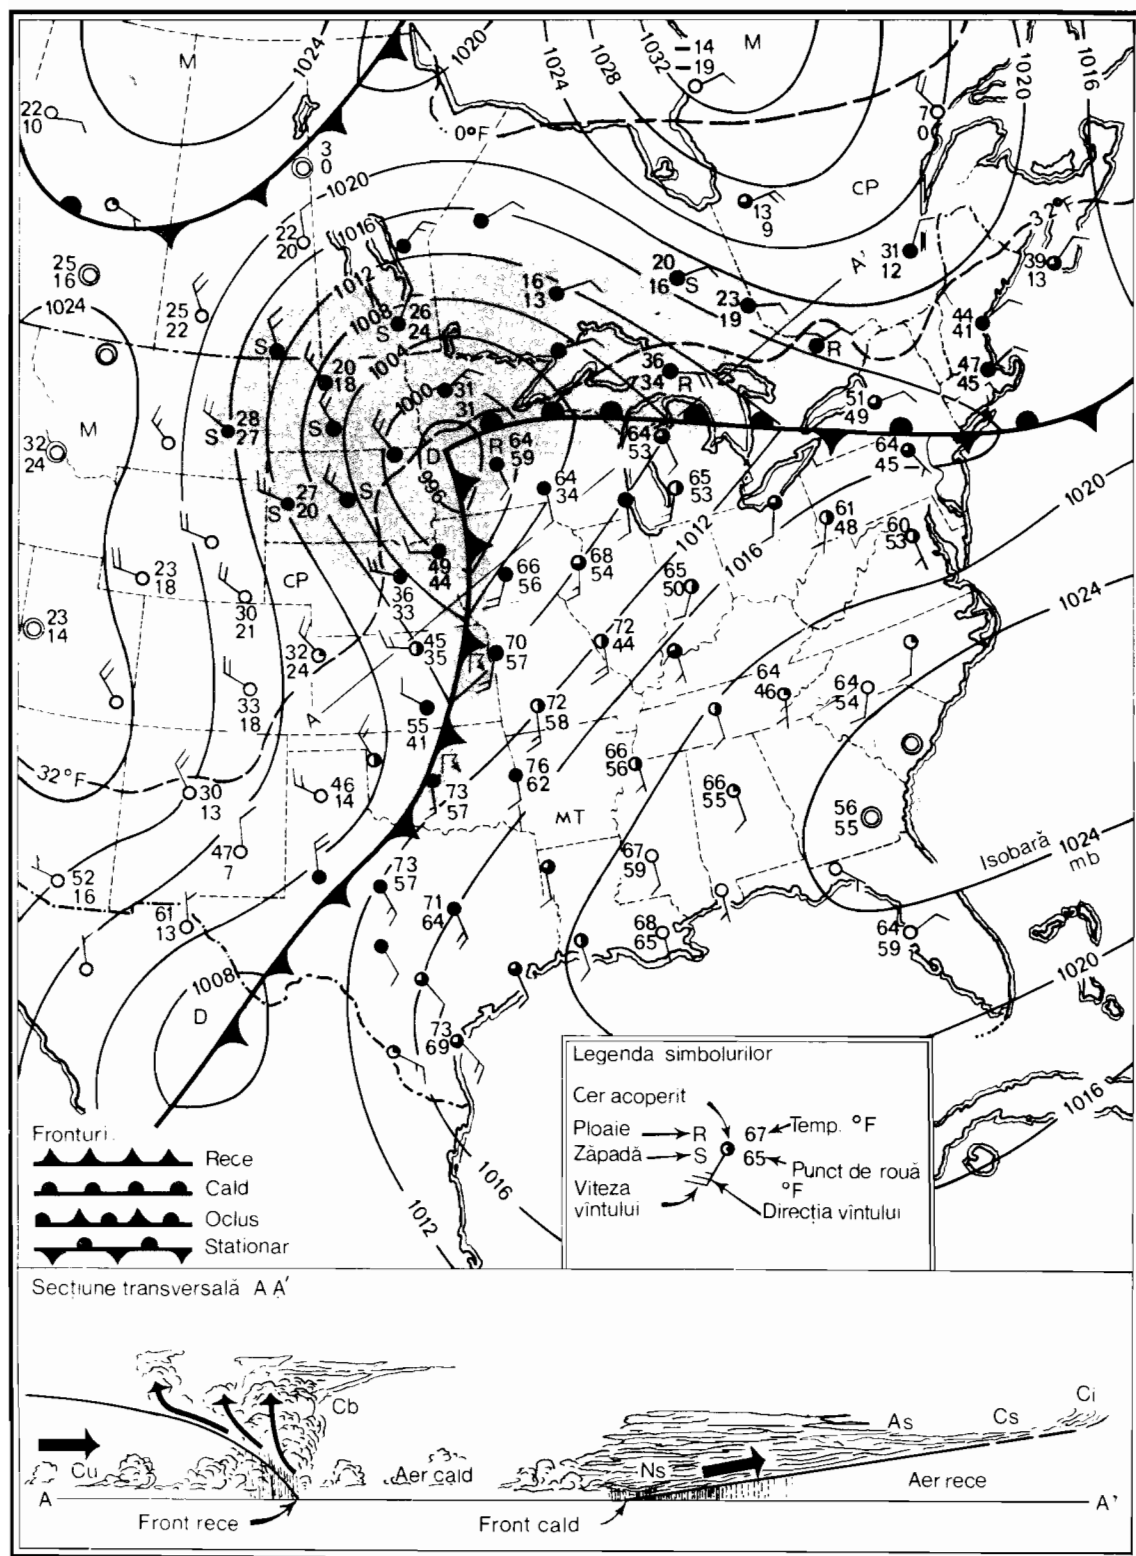 M
1024
1020
1024
1028
1032
M
-14
-19
1020
1016
22
10
0°F
7
0
3
0
1020
CP
13
9
32°F
22
20
1016
A'
31
12
39
13
25
16
1012
20
16 S
16
13
1024
25
22
1008
26
24
S
23
19
44
41
S
1004
36
34
R
R
47
45
20
18
1000
31
31
51
49
M
28
27
S
S
D
R
64
59
64
53
64
45
32
24
996
27
20
S
S
64
34
65
53
1020
1012
61
48
60
53
1016
49
44
68
54
23
18
CP
66
56
65
50
1024
36
33
30
21
23
14
45
35
72
44
32
24
70
57
64
46
64
54
33
18
A
72
58
55
41
32°F
66
56
30
13
46
14
76
62
66
55
73
57
MT
56
55
47
7
Isobară 1024
mb
67
59
52
16
73
57
61
13
71
64
68
65
64
59
1008
1020
D
73
69
1016
1016
1012
Legenda simbolurilor
Cer acoperit
Ploaie R 67 Temp. °F
Zăpadă S 65 Punct de rouă
°F
Viteza
vîntului
Direcția vîntului
Fronturi.
Rece
Cald
Oclus
Stationar
Secțiune transversală A A'
Cb
Ci
As
Cs
Cu
Aer cald
Ns
Aer rece
A
A'
Front rece
Front cald